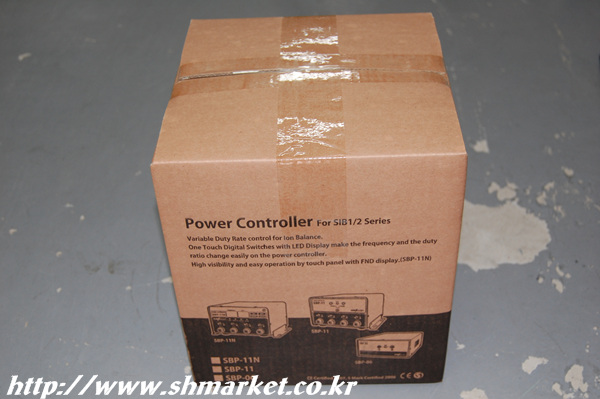 Power Controller For SIB1/2 Series
Variable Duty Rate control for Ion Balance.
One Touch Digital Switches with LED Display make the frequency and the duty
ratio change easily on the power controller.
High visibility and easy operation by touch panel with FND display.(SBP-11N)
SBP-11N
SBP-11
SBP-11N
SBP-11
Mark Certified
CE
http://www.shmarket.co.kr